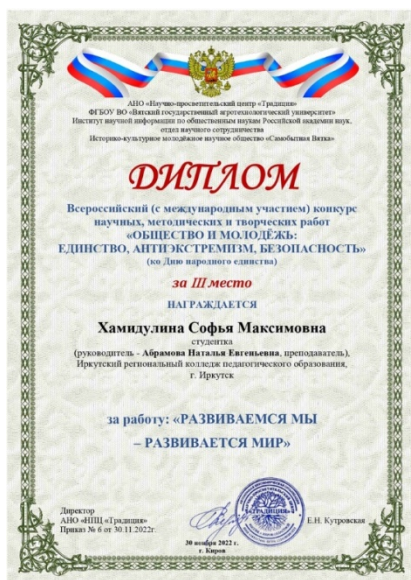 АНО «Научно-просветительский центр «Традиция»
ФГБОУ ВО «Вятский государственный агротехнологический университет»
Институт научной информации по общественным наукам Российской академии наук,
отдел научного сотрудничества
Историко-культурное молодёжное научное общество «Самобытная Вятка»
ДИПЛОМ
Всероссийский (с международным участием) конкурс
научных, методических и творческих работ
«ОБЩЕСТВО И МОЛОДЁЖЬ:
ЕДИНСТВО, АНТИЭКСТРЕМИЗМ, БЕЗОПАСНОСТЬ»
(ко Дню народного единства)
за III место
НАГРАЖДАЕТСЯ
Хамидулина Софья Максимовна
студентка
(руководитель - Абрамова Наталья Евгеньевна, преподаватель),
Иркутский региональный колледж педагогического образования,
г. Иркутск
за работу: «РАЗВИВАЕМСЯ МЫ
– РАЗВИВАЕТСЯ МИР»
Директор
АНО «НПЦ «Традиция»
Приказ № 6 от 30.11.2022г.
«ТРАДИЦИЯ»
Е.Н. Кутровская
30 ноября 2022 г.
г. Киров